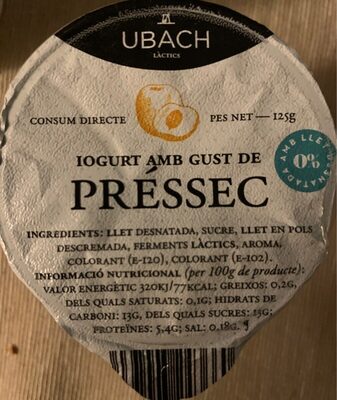 UBACH
LÀCTICS
CONSUM DIRECTE PES NET — 125g
AMB LLET DESNATADA
0%
IOGURT AMB GUST DE
PRÉSSEC
INGREDIENTS: LLET DESNATADA, SUCRE, LLET EN POLS
DESCREMADA, FERMENTS LÀCTICS, AROMA,
COLORANT (E-120), COLORANT (E-102).
INFORMACIÓ NUTRICIONAL (per 100g de producte):
VALOR ENERGÈTIC 320KJ/77KCAL; GREIXOS: 0,2G,
DELS QUALS SATURATS: 0,1G; HIDRATS DE
CARBONI: 13G, DELS QUALS SUCRES: 13G;
PROTEÏNES: 5,4G; SAL: 0,18G.